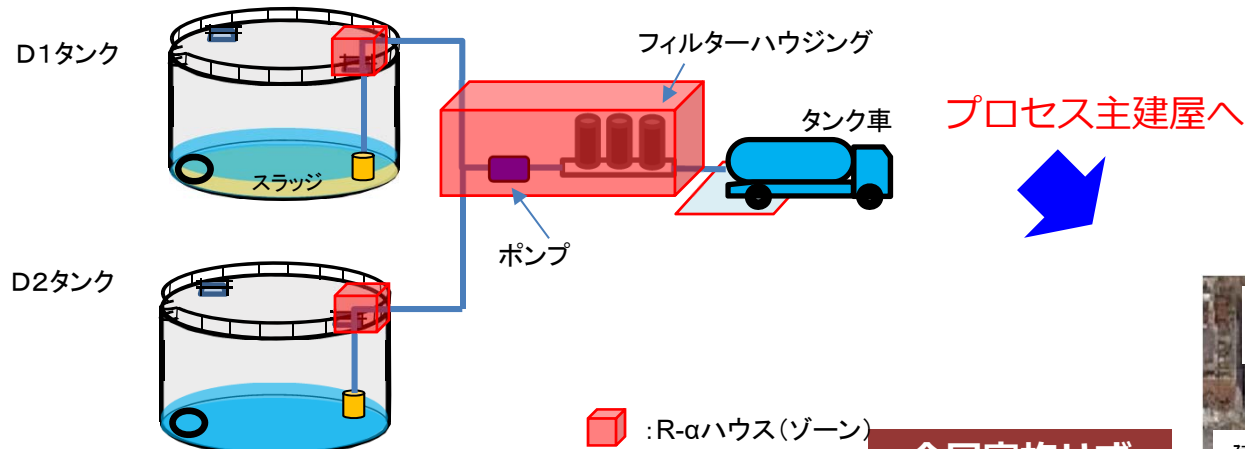 D1タンク
フィルターハウジング
タンク車
プロセス主建屋へ
スラッジ
ポンプ
D2タンク
:R-αハウス(ゾーン)